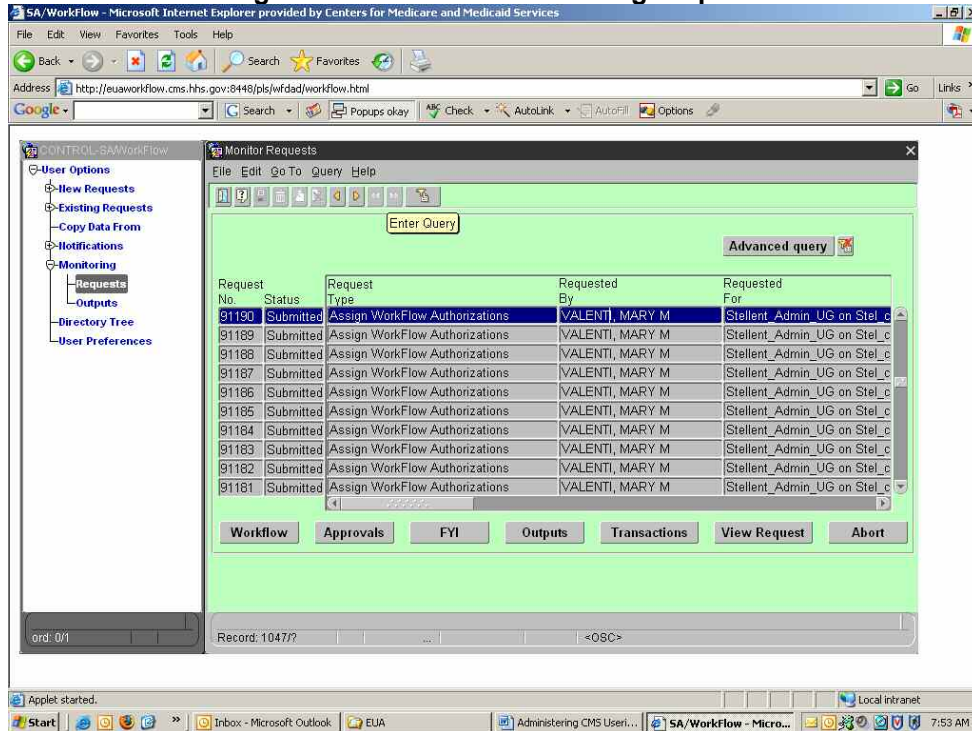 SA/WorkFlow - Microsoft Internet Explorer provided by Centers for Medicare and Medicaid Services
File Edit View Favorites Tools Help
Back Search Favorites
Address http://euaworkflow.cms.hhs.gov:8448/pls/wfdad/workflow.html Go Links
Google Search Popups okay Check AutoLink AutoFill Options
CONTROL-SA/WorkFlow
User Options
New Requests
Existing Requests
Copy Data From
Notifications
Monitoring
Requests
Outputs
Directory Tree
User Preferences
ord: 0/1
Monitor Requests
File Edit Go To Query Help
Enter Query
Advanced query
Request Request Requested Requested
No. Status Type By For
91190 Submitted Assign WorkFlow Authorizations VALENTI, MARY M Stellent_Admin_UG on Stel_c
91189 Submitted Assign WorkFlow Authorizations VALENTI, MARY M Stellent_Admin_UG on Stel_c
91188 Submitted Assign WorkFlow Authorizations VALENTI, MARY M Stellent_Admin_UG on Stel_c
91187 Submitted Assign WorkFlow Authorizations VALENTI, MARY M Stellent_Admin_UG on Stel_c
91186 Submitted Assign WorkFlow Authorizations VALENTI, MARY M Stellent_Admin_UG on Stel_c
91185 Submitted Assign WorkFlow Authorizations VALENTI, MARY M Stellent_Admin_UG on Stel_c
91184 Submitted Assign WorkFlow Authorizations VALENTI, MARY M Stellent_Admin_UG on Stel_c
91183 Submitted Assign WorkFlow Authorizations VALENTI, MARY M Stellent_Admin_UG on Stel_c
91182 Submitted Assign WorkFlow Authorizations VALENTI, MARY M Stellent_Admin_UG on Stel_c
91181 Submitted Assign WorkFlow Authorizations VALENTI, MARY M Stellent_Admin_UG on Stel_c
Workflow Approvals FYI Outputs Transactions View Request Abort
Record: 1047/? ... <OSC>
Applet started. Local intranet
Start Inbox - Microsoft Outlook EUA Administering CMS Useri... SA/WorkFlow - Micro... 7:53 AM